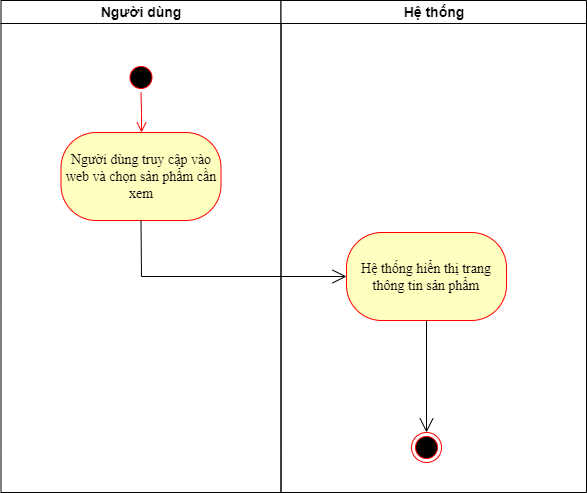 Người dùng
Hệ thống
Người dùng truy cập vào
web và chọn sản phẩm cần
xem
Hệ thống hiển thị trang
thông tin sản phẩm